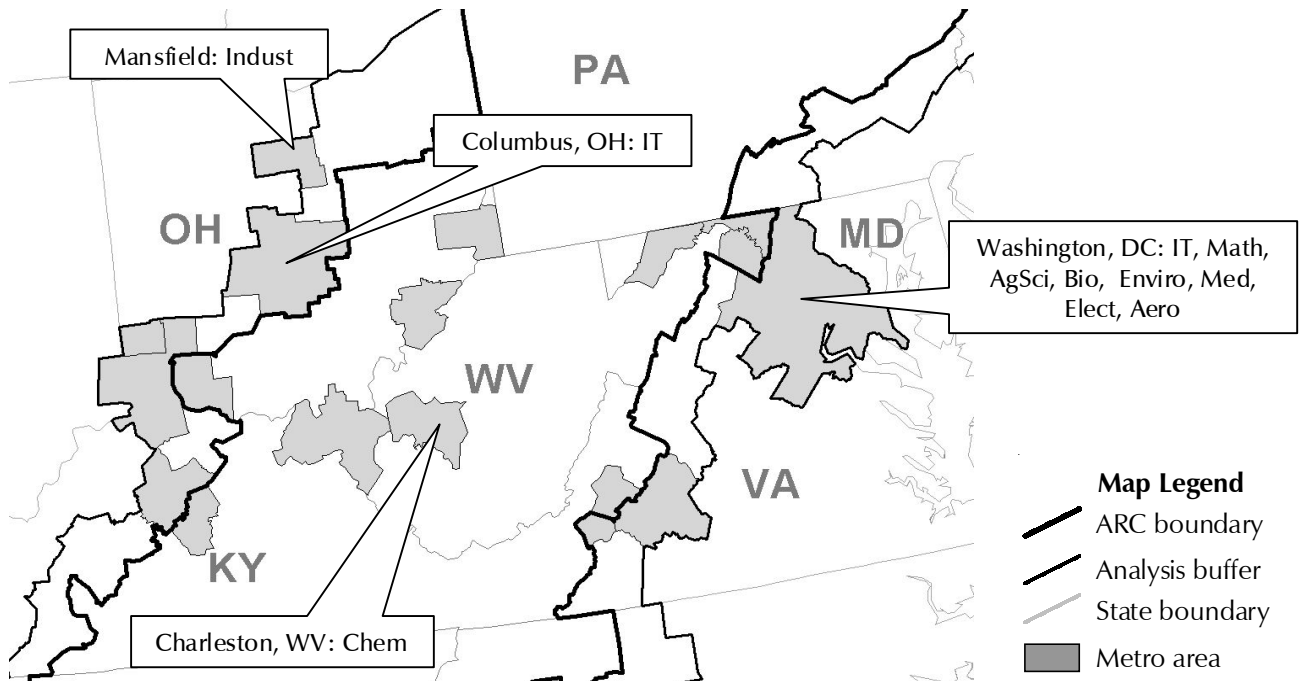 Mansfield: Indust
PA
Columbus, OH: IT
OH
MD
Washington, DC: IT, Math,
AgSci, Bio, Enviro, Med,
Elect, Aero
WV
VA
KY
Charleston, WV: Chem
Map Legend
ARC boundary
Analysis buffer
State boundary
Metro area